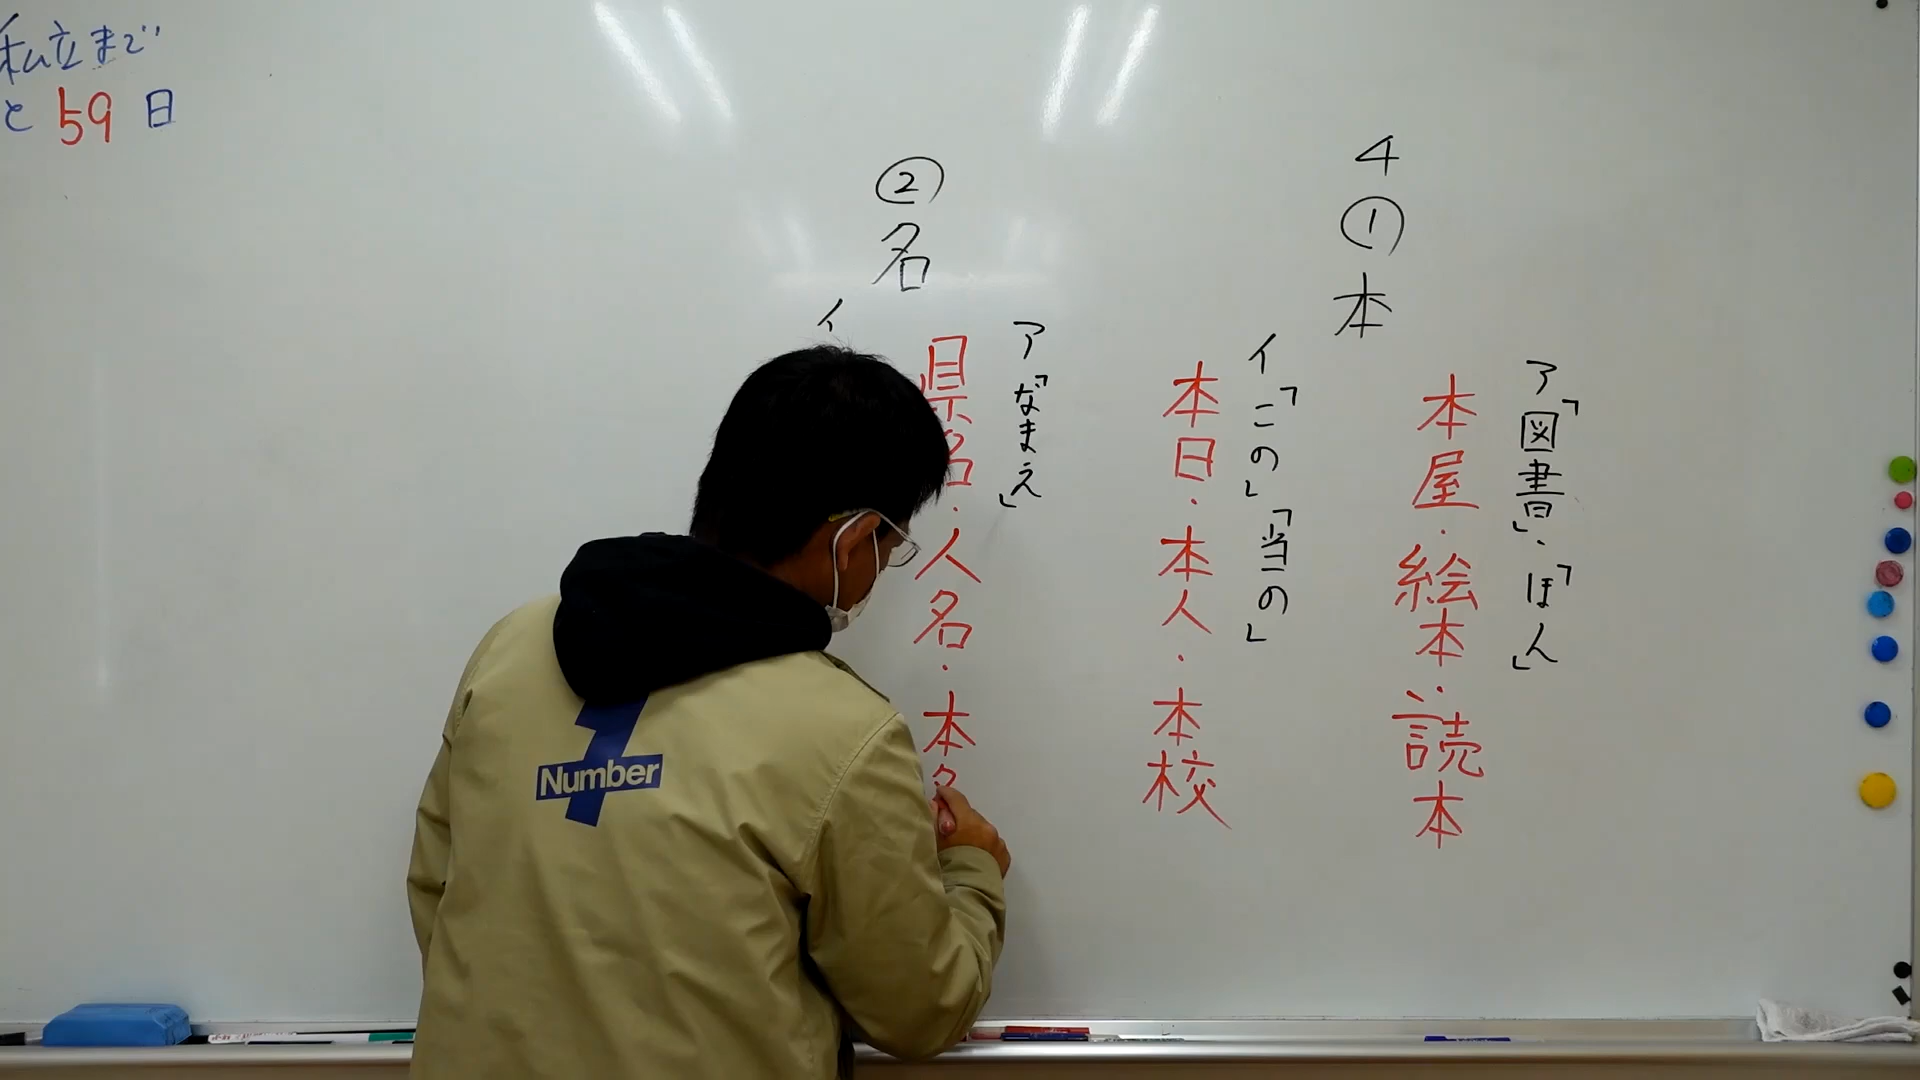 私立まで
と59日
4
①
本
ア「図書」、「ほん」
本屋・絵本・読本
イ「この」「当の」
本日・本人・本校
②
名
ア「なまえ」
県名・人名・本名
イ
Number